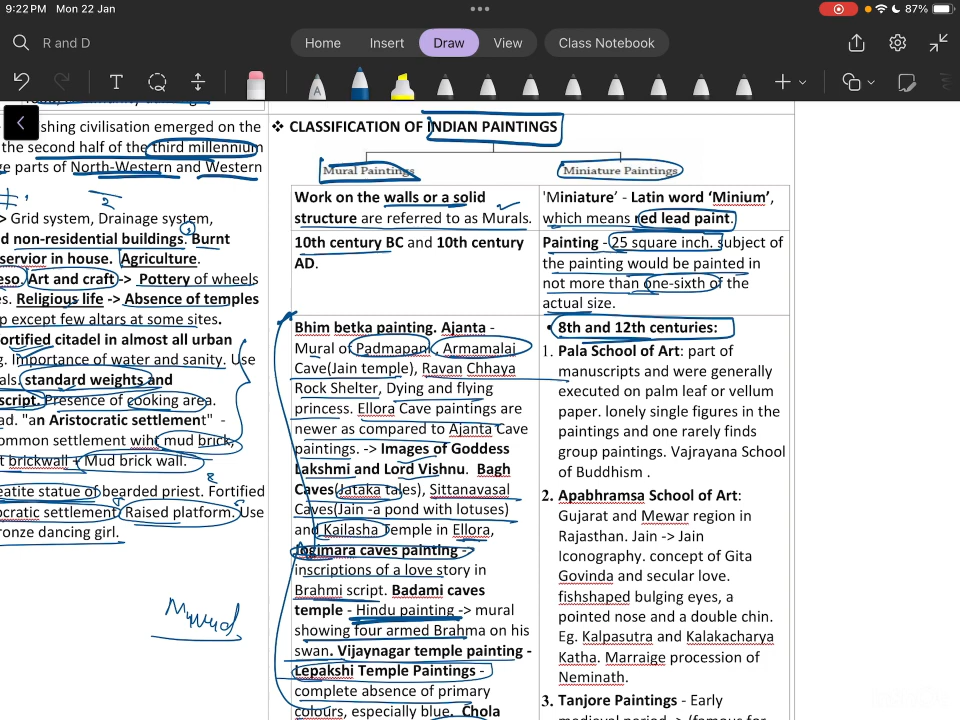 9:22 PM Mon 22 Jan
87%
R and D
Home Insert Draw View Class Notebook
shing civilisation emerged on the
the second half of the third millennium
ge parts of North-Western and Western
> Grid system, Drainage system,
d non-residential buildings. Burnt
servior in house. Agriculture.
eso. Art and craft -> Pottery of wheels
es. Religious life -> Absence of temples
p except few altars at some sites.
ortified citadel in almost all urban
g. Importance of water and sanity. Use
als. standard weights and
script. Presence of cooking area.
ad. "an Aristocratic settlement" -
ommon settlement wiht mud brick,
t brickwall + Mud brick wall.
eatite statue of bearded priest. Fortified
ocratic settlement. Raised platform. Use
ronze dancing girl.
❖ CLASSIFICATION OF INDIAN PAINTINGS
Mural Paintings
Work on the walls or a solid
structure are referred to as Murals.
10th century BC and 10th century
AD.
Bhim betka painting. Ajanta -
Mural of Padmapani, Armamalai
Cave(Jain temple), Ravan Chhaya
Rock Shelter, Dying and flying
princess. Ellora Cave paintings are
newer as compared to Ajanta Cave
paintings. -> Images of Goddess
Lakshmi and Lord Vishnu. Bagh
Caves(Jataka tales), Sittanavasal
Caves(Jain -a pond with lotuses)
and Kailasha Temple in Ellora,
Jogimara caves painting ->
inscriptions of a love story in
Brahmi script. Badami caves
temple - Hindu painting -> mural
showing four armed Brahma on his
swan. Vijaynagar temple painting -
Lepakshi Temple Paintings -
complete absence of primary
colours, especially blue. Chola
Miniature Paintings
'Miniature' - Latin word 'Minium',
which means red lead paint.
Painting - 25 square inch. subject of
the painting would be painted in
not more than one-sixth of the
actual size.
• 8th and 12th centuries:
1. Pala School of Art: part of
manuscripts and were generally
executed on palm leaf or vellum
paper. lonely single figures in the
paintings and one rarely finds
group paintings. Vajrayana School
of Buddhism .
2. Apabhramsa School of Art:
Gujarat and Mewar region in
Rajasthan. Jain -> Jain
Iconography. concept of Gita
Govinda and secular love.
fishshaped bulging eyes, a
pointed nose and a double chin.
Eg. Kalpasutra and Kalakacharya
Katha. Marraige procession of
Neminath.
3. Tanjore Paintings - Early